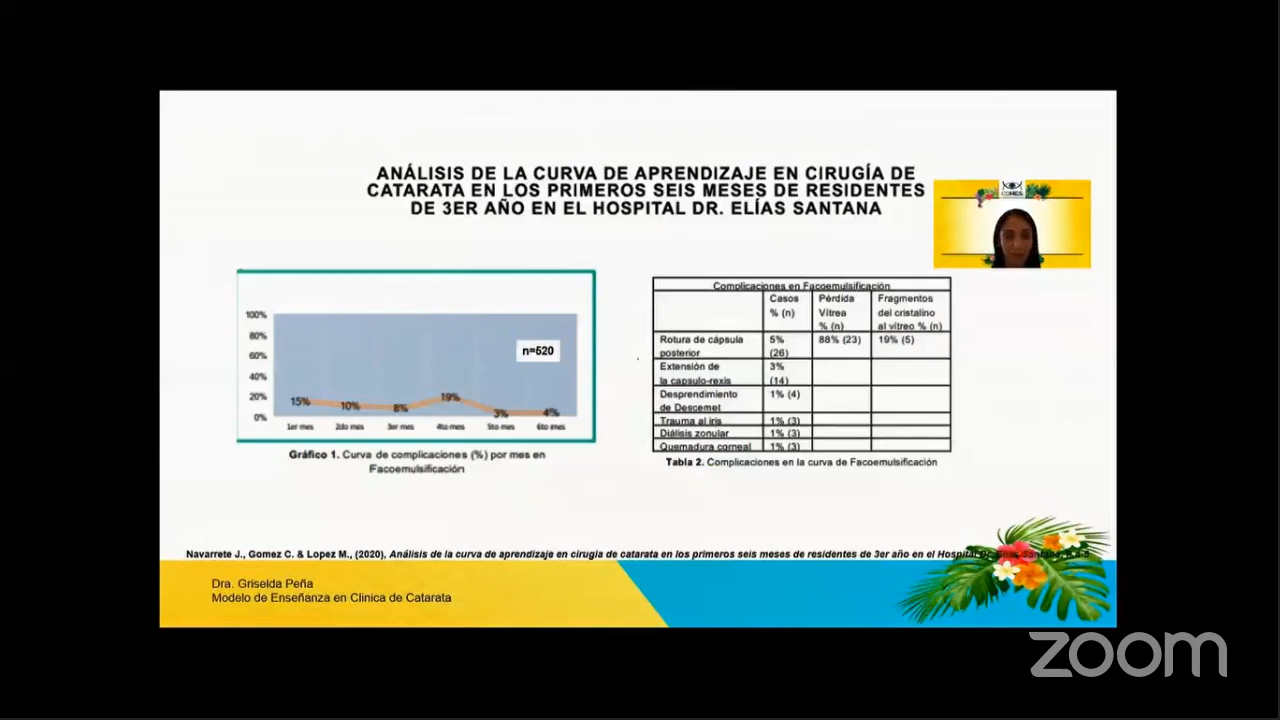 ANÁLISIS DE LA CURVA DE APRENDIZAJE EN CIRUGÍA DE
CATARATA EN LOS PRIMEROS SEIS MESES DE RESIDENTES
DE 3ER AÑO EN EL HOSPITAL DR. ELÍAS SANTANA
100%
80%
60%
40%
20%
0%
n=520
15%
10%
8%
19%
3%
4%
1er mes
2do mes
3er mes
4to mes
5to mes
6to mes
Gráfico 1. Curva de complicaciones (%) por mes en
Facoemulsificación
Complicaciones en Facoemulsificación
Casos % (n)
Pérdida Vítrea % (n)
Fragmentos del cristalino al vítreo % (n)
Rotura de cápsula posterior 5% (26) 88% (23) 19% (5)
Extensión de la capsulo-rexis 3% (14)
Desprendimiento de Descemet 1% (4)
Trauma al iris 1% (3)
Diálisis zonular 1% (3)
Quemadura corneal 1% (3)
Tabla 2. Complicaciones en la curva de Facoemulsificación
Navarrete J., Gomez C. & Lopez M., (2020), Análisis de la curva de aprendizaje en cirugia de catarata en los primeros seis meses de residentes de 3er año en el Hospital Dr. Elías Santana
Dra. Griselda Peña
Modelo de Enseñanza en Clinica de Catarata
zoom